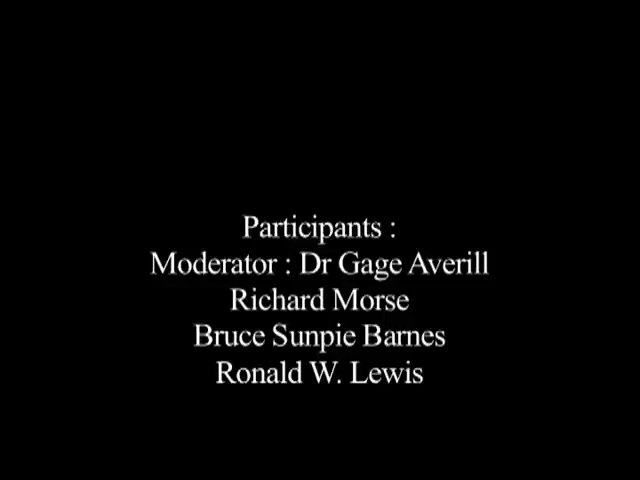 Participants :
Moderator : Dr Gage Averill
Richard Morse
Bruce Sunpie Barnes
Ronald W. Lewis